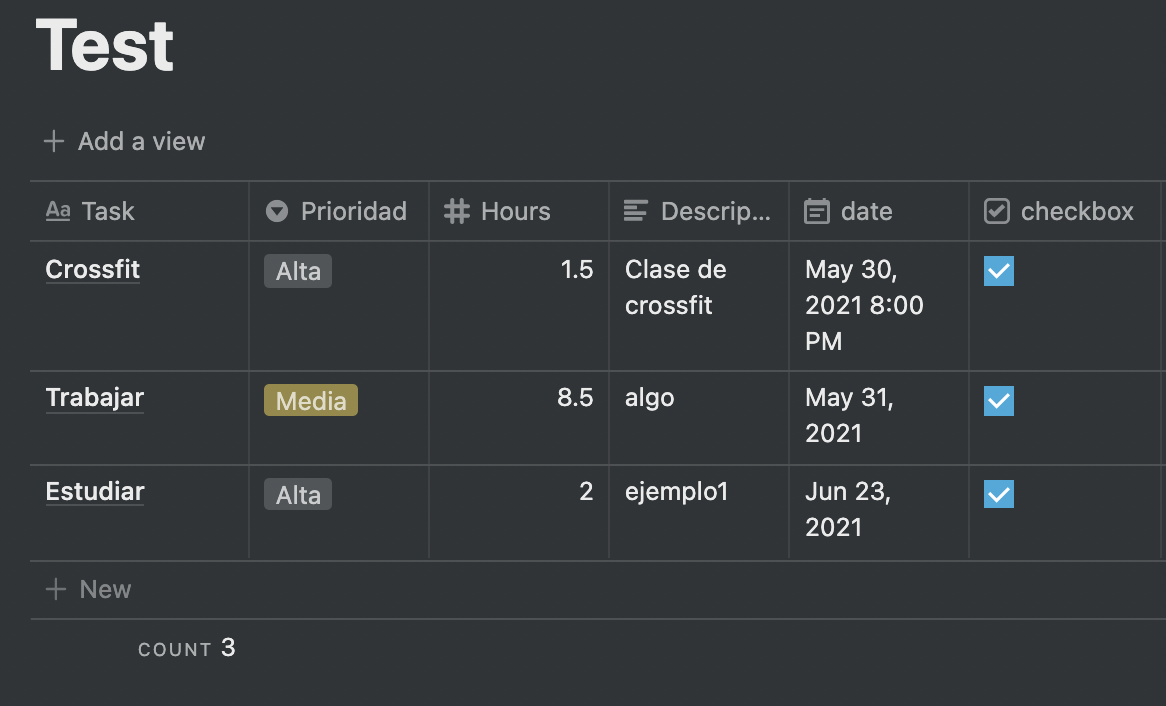 Test
+ Add a view
Aa Task Prioridad # Hours Descrip... date checkbox
Crossfit Alta 1.5 Clase de crossfit May 30, 2021 8:00 PM
Trabajar Media 8.5 algo May 31, 2021
Estudiar Alta 2 ejemplo1 Jun 23, 2021
+ New
COUNT 3